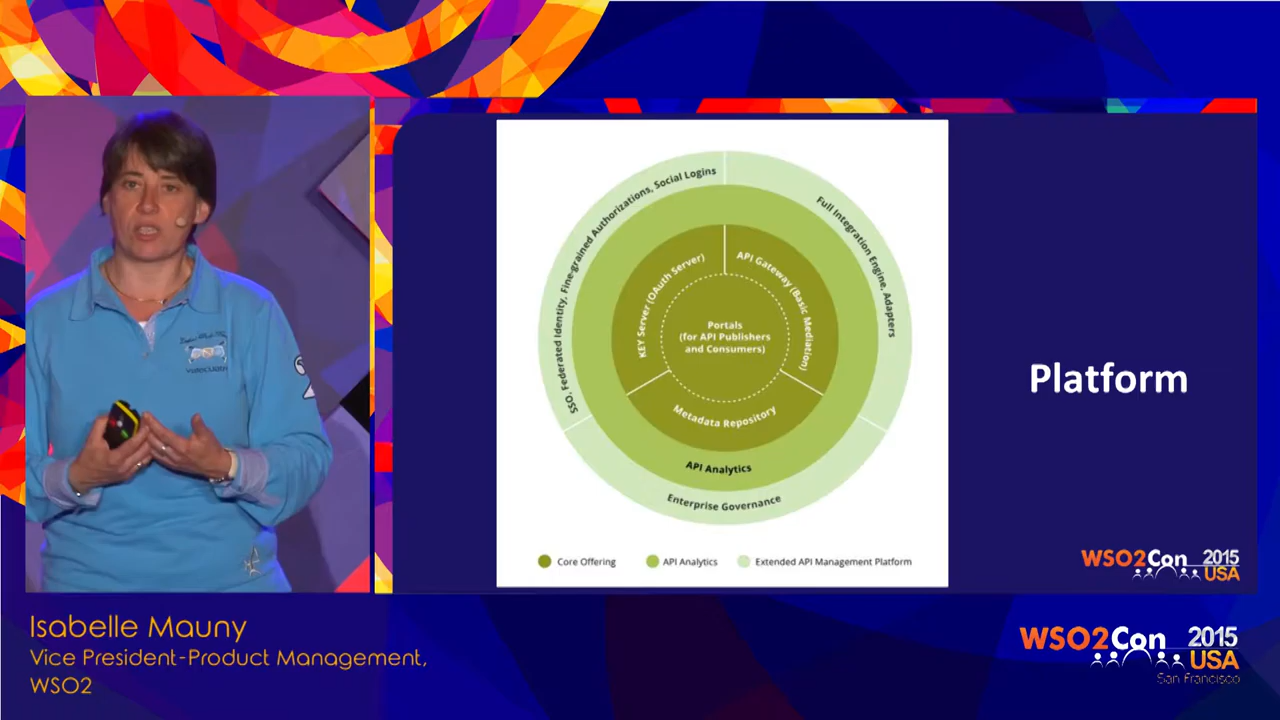 SSO, Federated Identity, Fine-grained Authorizations, Social Logins
Full Integration Engine, Adapters
KEY Server (OAuth Server)
API Gateway (Basic Mediation)
Portals
(for API Publishers
and Consumers)
Metadata Repository
API Analytics
Enterprise Governance
Core Offering
API Analytics
Extended API Management Platform
Platform
WSO2Con 2015
USA
Isabelle Mauny
Vice President-Product Management,
WSO2
WSO2Con 2015
USA
San Francisco